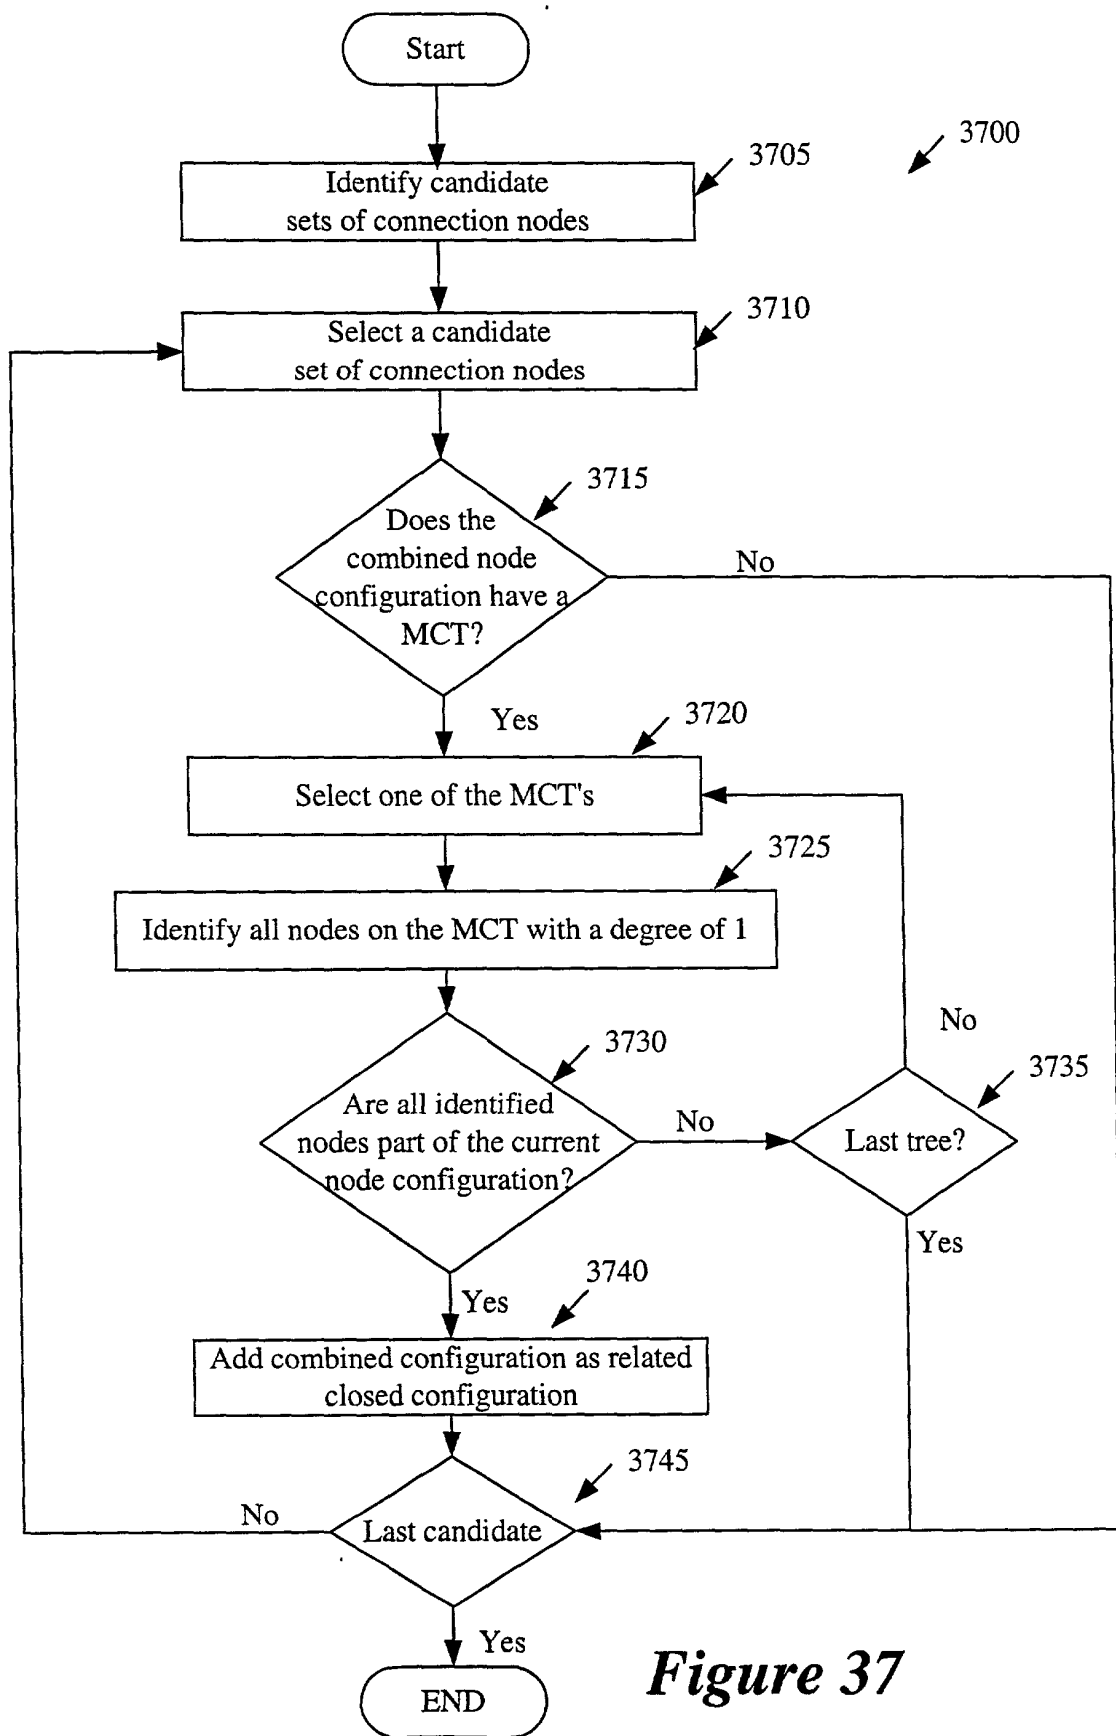 Start
3700
3705
Identify candidate
sets of connection nodes
3710
Select a candidate
set of connection nodes
3715
Does the
combined node
configuration have a
MCT?
No
Yes
3720
Select one of the MCT's
3725
Identify all nodes on the MCT with a degree of 1
3730
Are all identified
nodes part of the current
node configuration?
No
No
3735
Last tree?
Yes
Yes
3740
Add combined configuration as related
closed configuration
3745
Last candidate
No
Yes
END
Figure 37